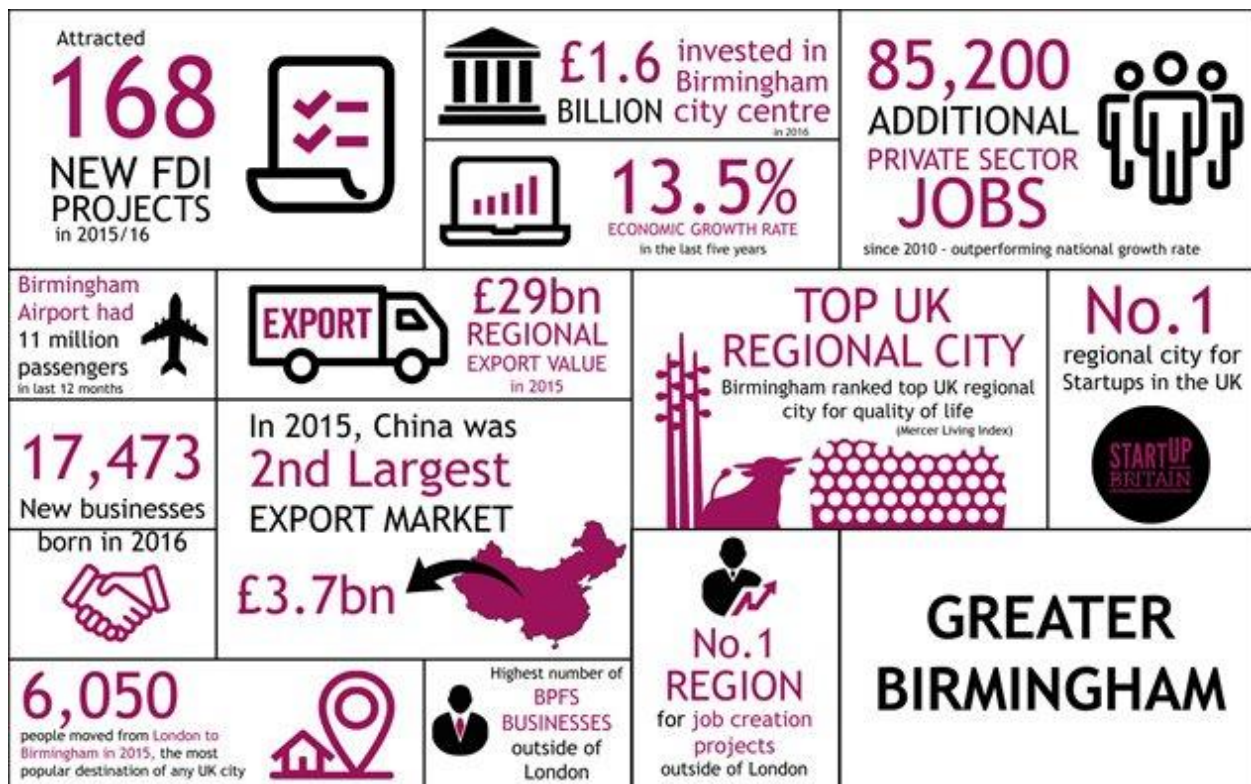 Attracted
168
NEW FDI
PROJECTS
in 2015/16
£1.6
BILLION
invested in
Birmingham
city centre
in 2016
13.5%
ECONOMIC GROWTH RATE
in the last five years
85,200
ADDITIONAL
PRIVATE SECTOR
JOBS
since 2010 - outperforming national growth rate
Birmingham
Airport had
11 million
passengers
in last 12 months
EXPORT
£29bn
REGIONAL
EXPORT VALUE
in 2015
TOP UK
REGIONAL CITY
Birmingham ranked top UK regional
city for quality of life
(Mercer Living Index)
No.1
regional city for
Startups in the UK
STARTUP
BRITAIN
17,473
New businesses
born in 2016
In 2015, China was
2nd Largest
EXPORT MARKET
£3.7bn
No.1
REGION
for job creation
projects
outside of London
GREATER
BIRMINGHAM
6,050
people moved from London to
Birmingham in 2015, the most
popular destination of any UK city
Highest number of
BPFS
BUSINESSES
outside of
London